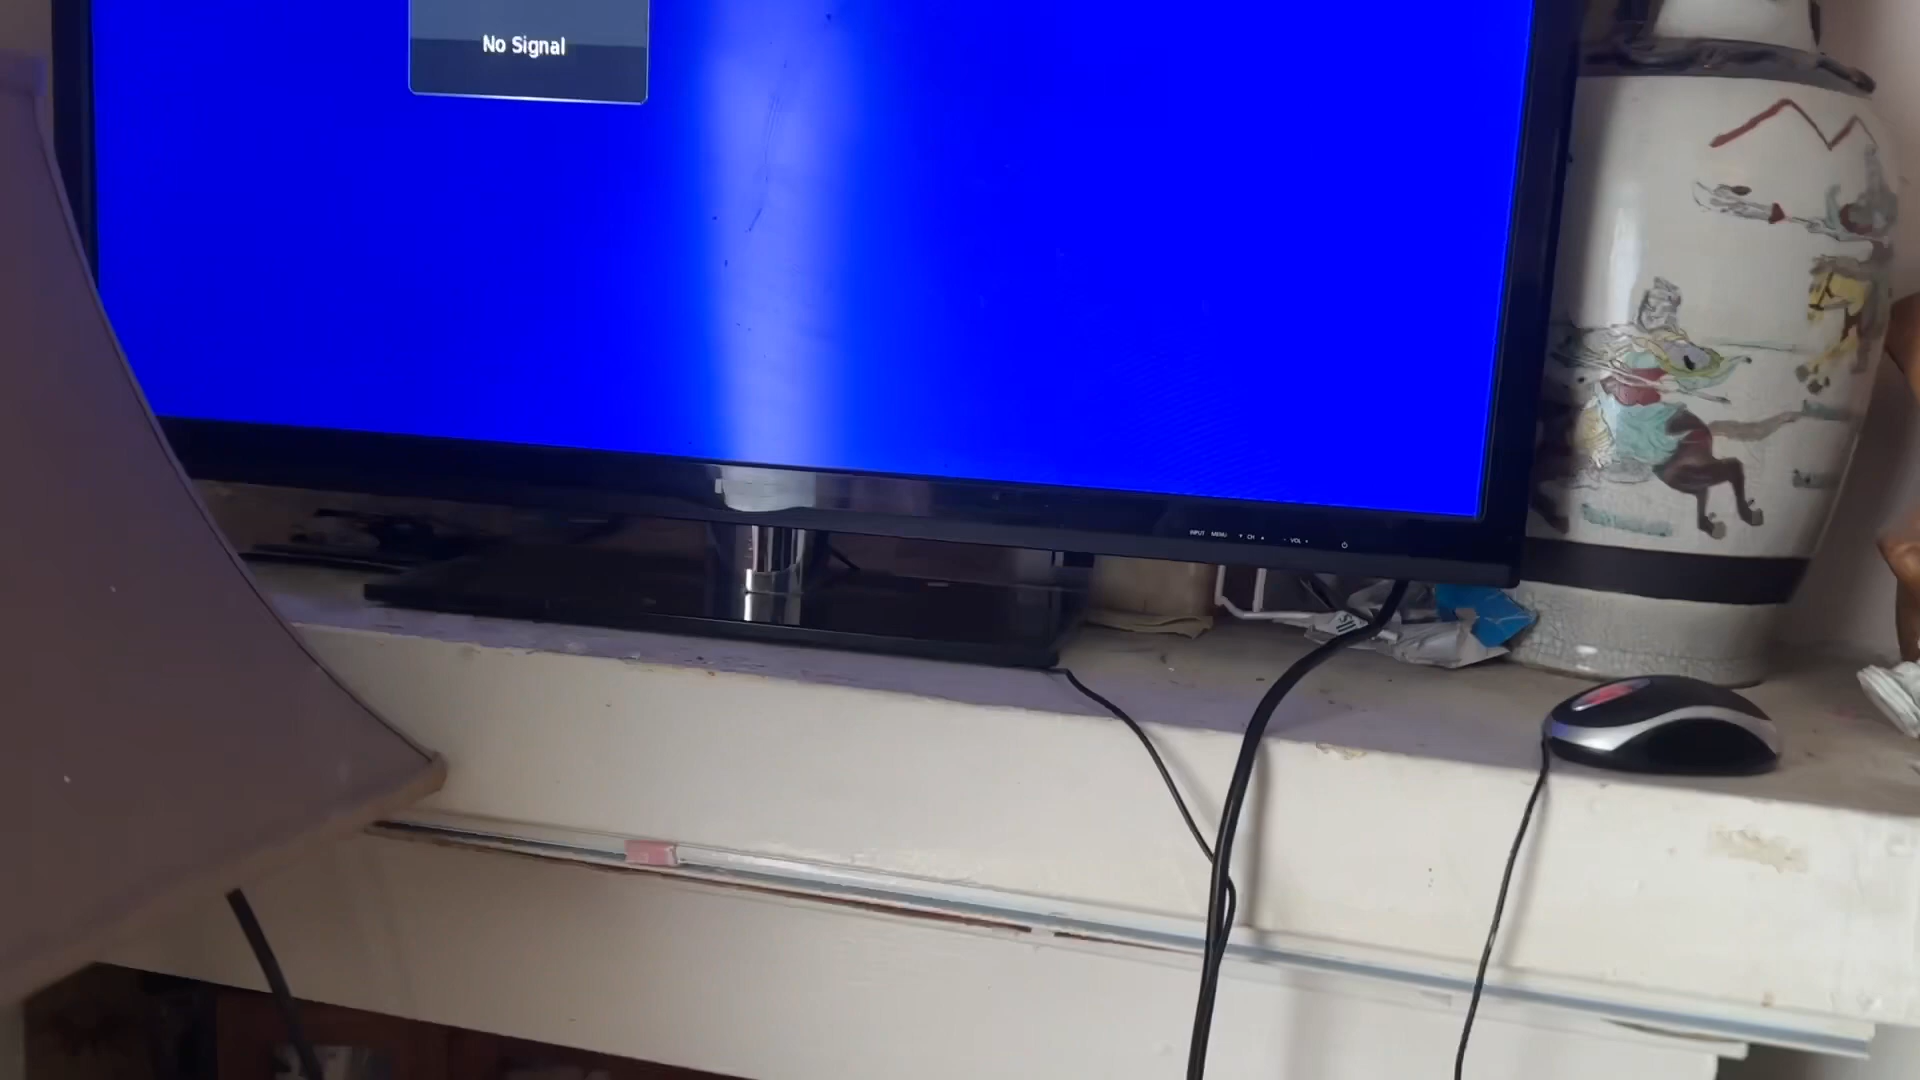 No Signal
INPUT MENU ▼ CH ▲ - VOL +